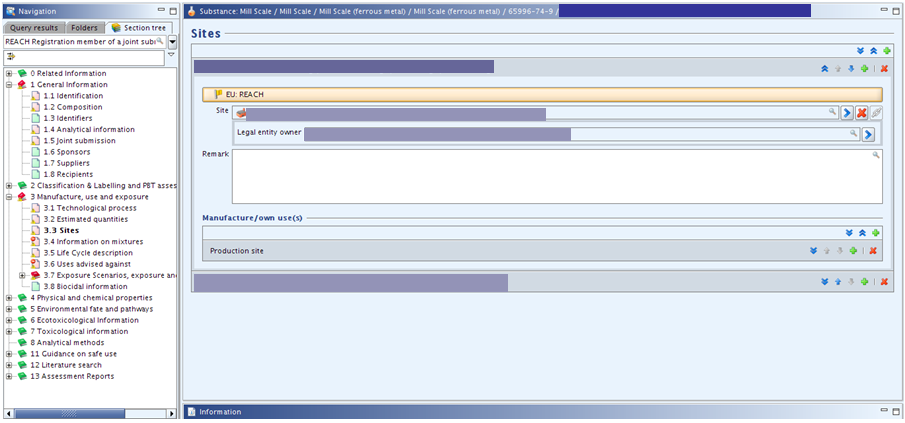 Navigation
Query results Folders Section tree
REACH Registration member of a joint subi
0 Related Information
1 General Information
1.1 Identification
1.2 Composition
1.3 Identifiers
1.4 Analytical information
1.5 Joint submission
1.6 Sponsors
1.7 Suppliers
1.8 Recipients
2 Classification & Labelling and PBT asses
3 Manufacture, use and exposure
3.1 Technological process
3.2 Estimated quantities
3.3 Sites
3.4 Information on mixtures
3.5 Life Cycle description
3.6 Uses advised against
3.7 Exposure Scenarios, exposure an
3.8 Biocidal information
4 Physical and chemical properties
5 Environmental fate and pathways
6 Ecotoxicological Information
7 Toxicological information
8 Analytical methods
11 Guidance on safe use
12 Literature search
13 Assessment Reports
Substance: Mill Scale / Mill Scale (ferrous metal) / Mill Scale (ferrous metal) / 65996-74-9 /
Sites
EU: REACH
Site
Legal entity owner
Remark
Manufacture/own use(s)
Production site
Information